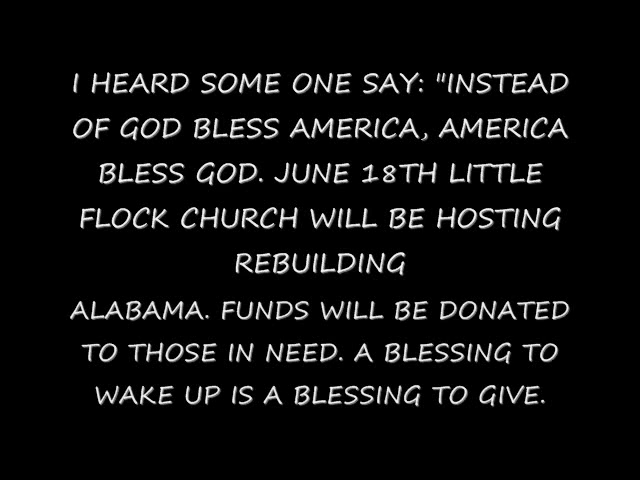 I HEARD SOME ONE SAY: "INSTEAD
OF GOD BLESS AMERICA, AMERICA
BLESS GOD. JUNE 18TH LITTLE
FLOCK CHURCH WILL BE HOSTING
REBUILDING
ALABAMA. FUNDS WILL BE DONATED
TO THOSE IN NEED. A BLESSING TO
WAKE UP IS A BLESSING TO GIVE.